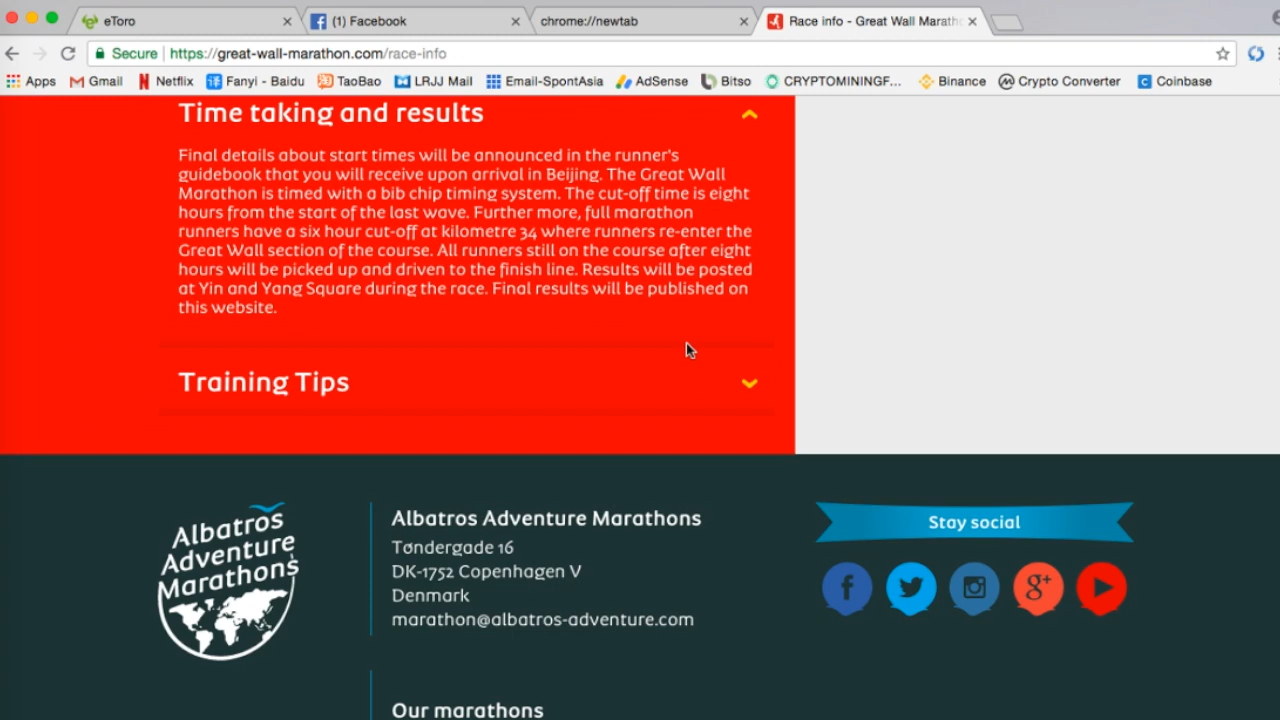 eToro
(1) Facebook
chrome://newtab
Race info - Great Wall Marath
Secure
https://great-wall-marathon.com/race-info
Apps
Gmail
Netflix
Fanyi - Baidu
TaoBao
LRJJ Mail
Email-SpontAsia
AdSense
Bitso
CRYPTOMININGF...
Binance
Crypto Converter
Coinbase
Time taking and results
Final details about start times will be announced in the runner's
guidebook that you will receive upon arrival in Beijing. The Great Wall
Marathon is timed with a bib chip timing system. The cut-off time is eight
hours from the start of the last wave. Further more, full marathon
runners have a six hour cut-off at kilometre 34 where runners re-enter the
Great Wall section of the course. All runners still on the course after eight
hours will be picked up and driven to the finish line. Results will be posted
at Yin and Yang Square during the race. Final results will be published on
this website.
Training Tips
Albatros
Adventure
Marathons
Albatros Adventure Marathons
Tøndergade 16
DK-1752 Copenhagen V
Denmark
marathon@albatros-adventure.com
Stay social
Our marathons